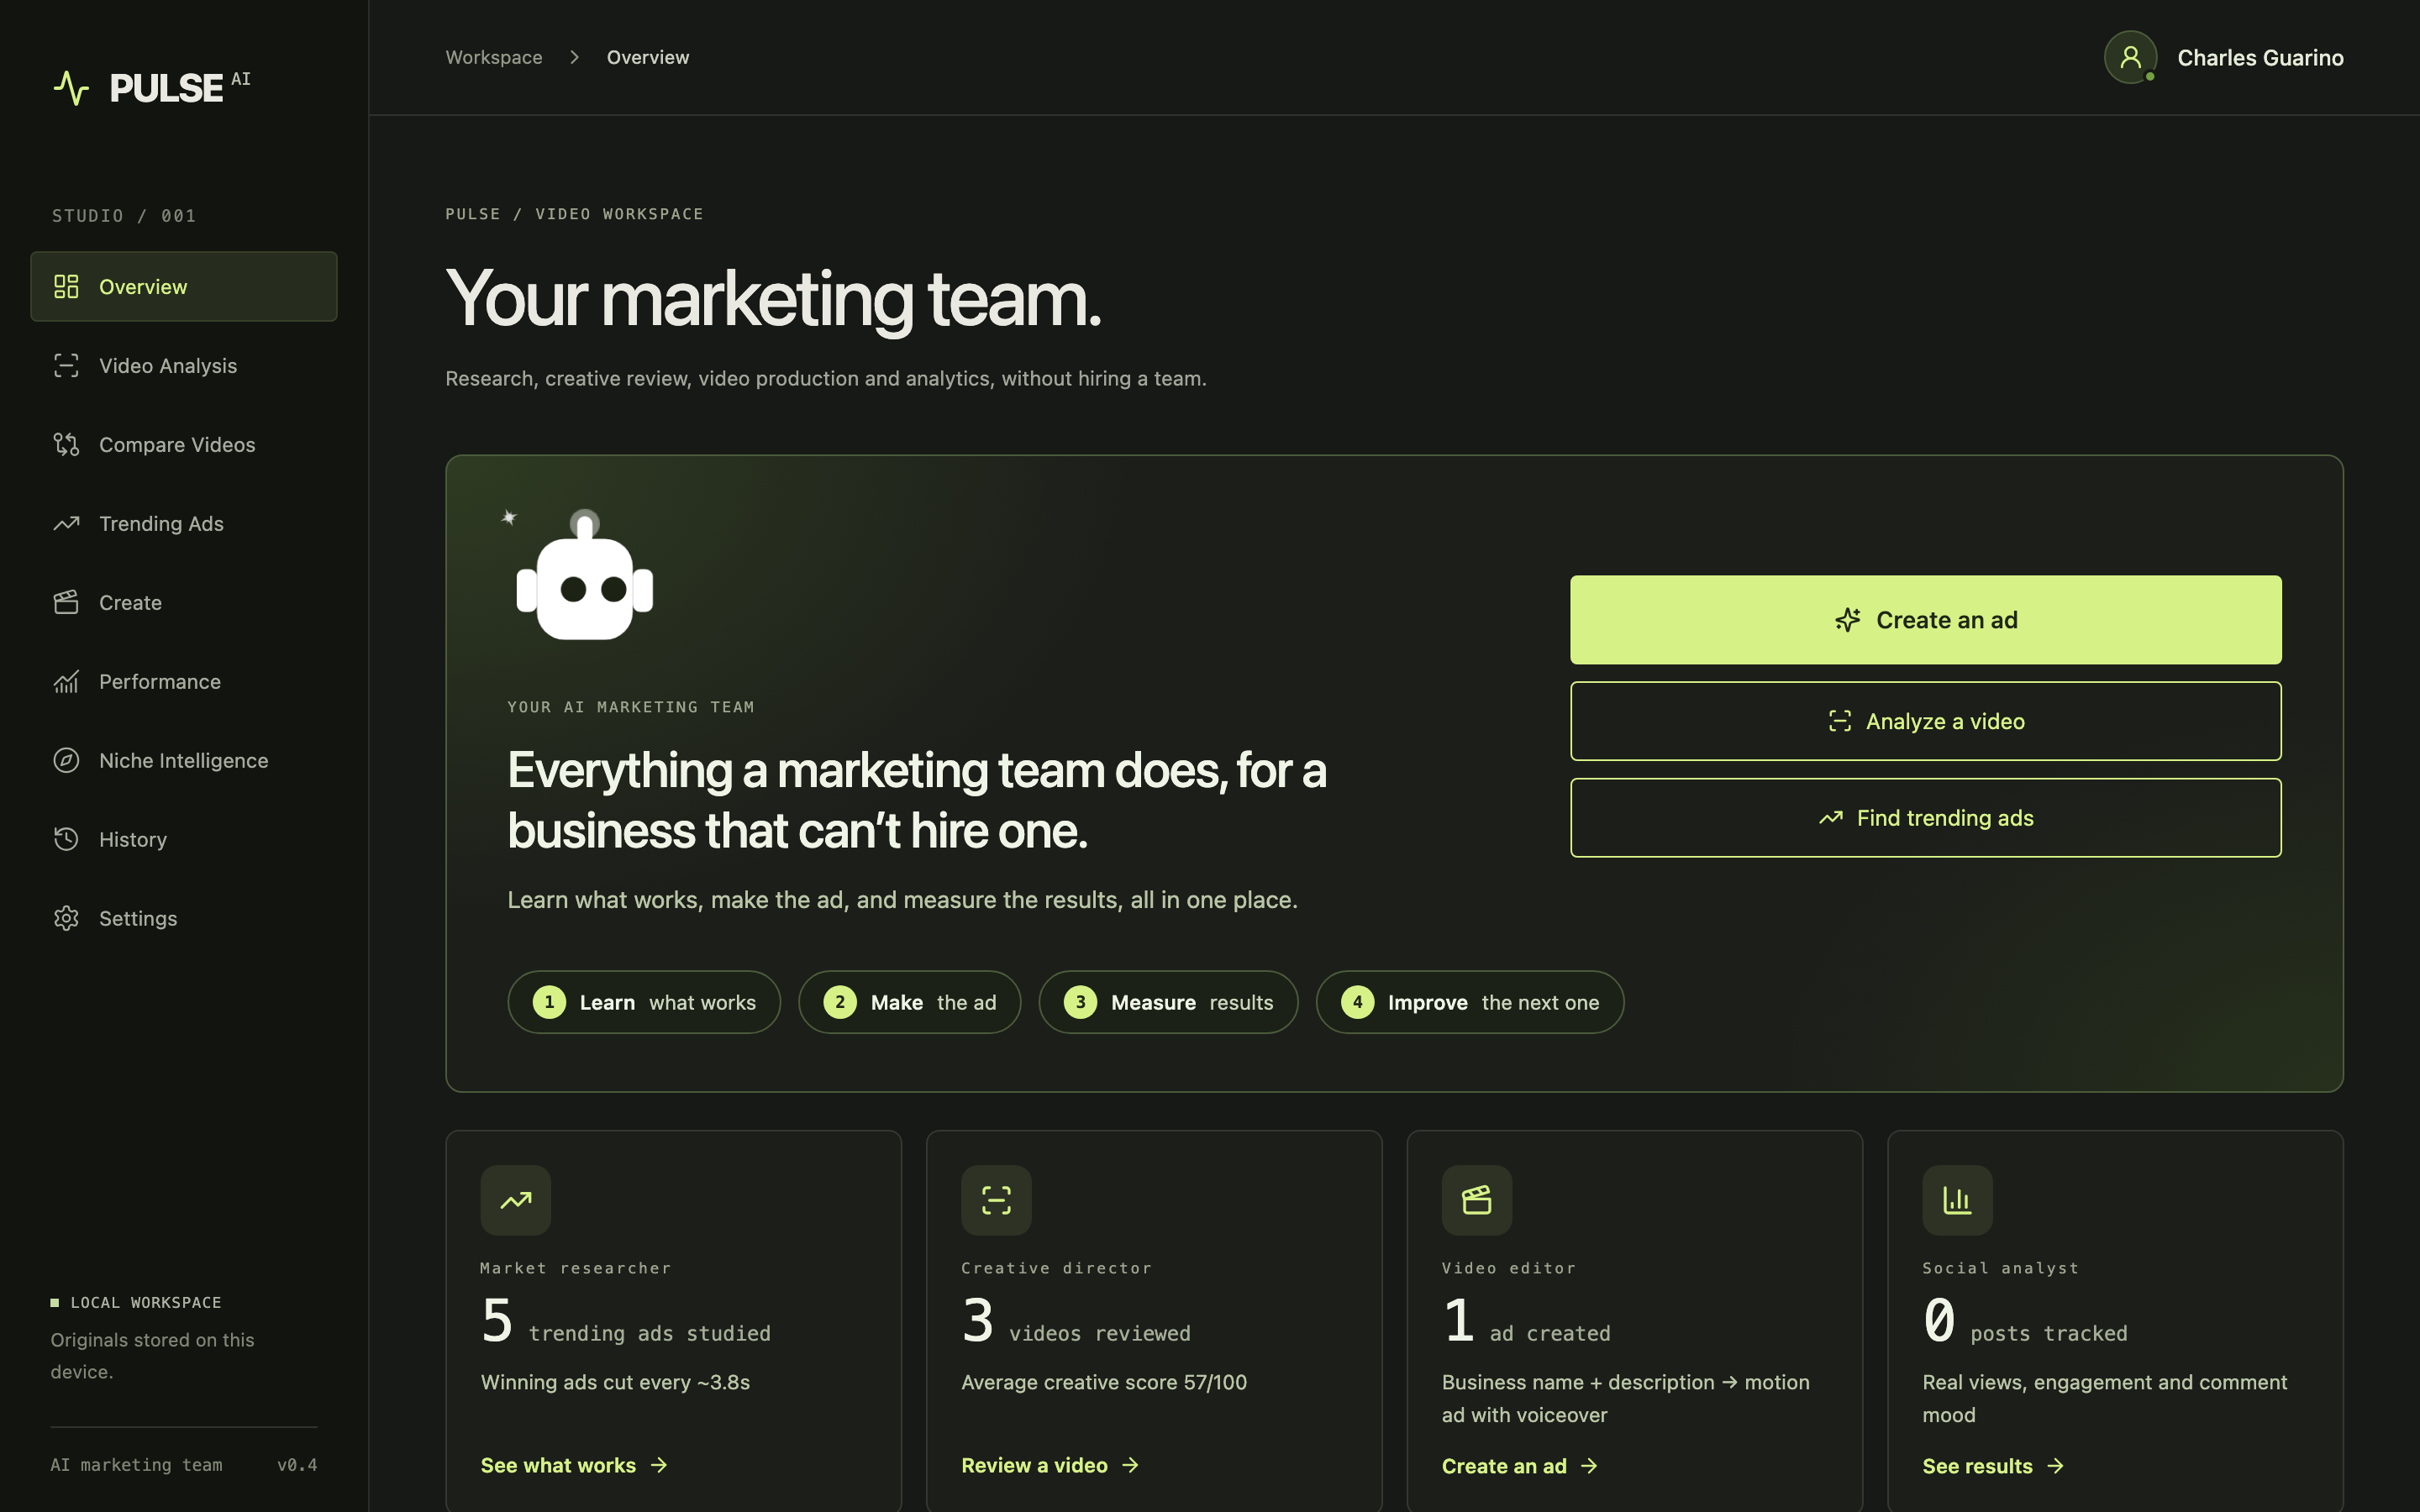 PULSE AI
STUDIO / 001
Overview
Video Analysis
Compare Videos
Trending Ads
Create
Performance
Niche Intelligence
History
Settings
LOCAL WORKSPACE
Originals stored on this
device.
AI marketing team v0.4
Workspace Overview
Charles Guarino
PULSE / VIDEO WORKSPACE
Your marketing team.
Research, creative review, video production and analytics, without hiring a team.
YOUR AI MARKETING TEAM
Everything a marketing team does, for a
business that can’t hire one.
Learn what works, make the ad, and measure the results, all in one place.
1 Learn what works
2 Make the ad
3 Measure results
4 Improve the next one
Create an ad
Analyze a video
Find trending ads
Market researcher
5 trending ads studied
Winning ads cut every ~3.8s
See what works →
Creative director
3 videos reviewed
Average creative score 57/100
Review a video →
Video editor
1 ad created
Business name + description → motion
ad with voiceover
Create an ad →
Social analyst
0 posts tracked
Real views, engagement and comment
mood
See results →